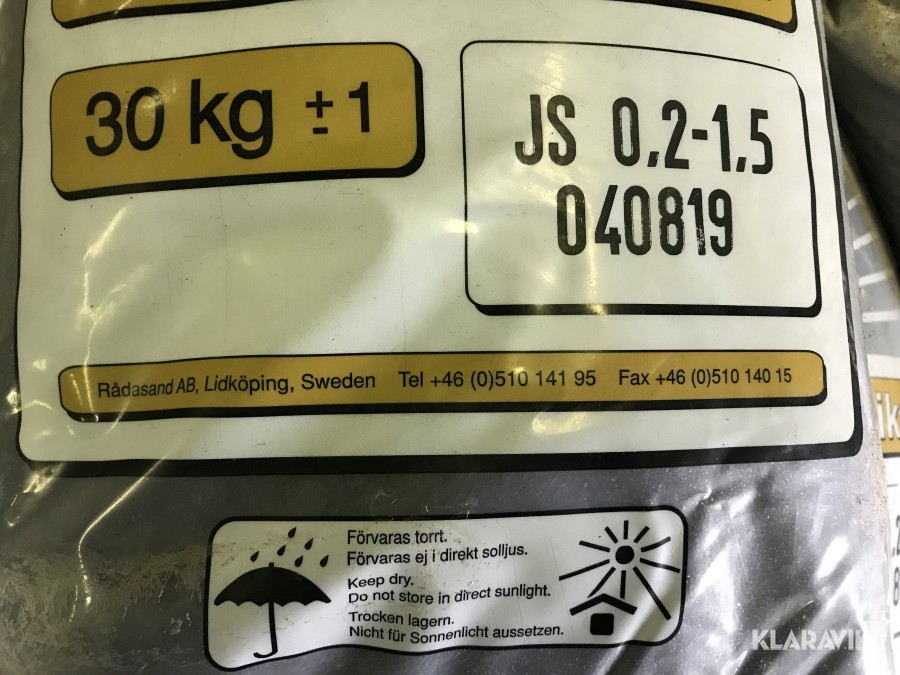 30 kg ± 1
JS 0,2-1,5
040819
Rådasand AB, Lidköping, Sweden Tel +46 (0)510 141 95 Fax +46 (0)510 140 15
Förvaras torrt.
Förvaras ej i direkt solljus.
Keep dry.
Do not store in direct sunlight.
Trocken lagern.
Nicht für Sonnenlicht aussetzen.